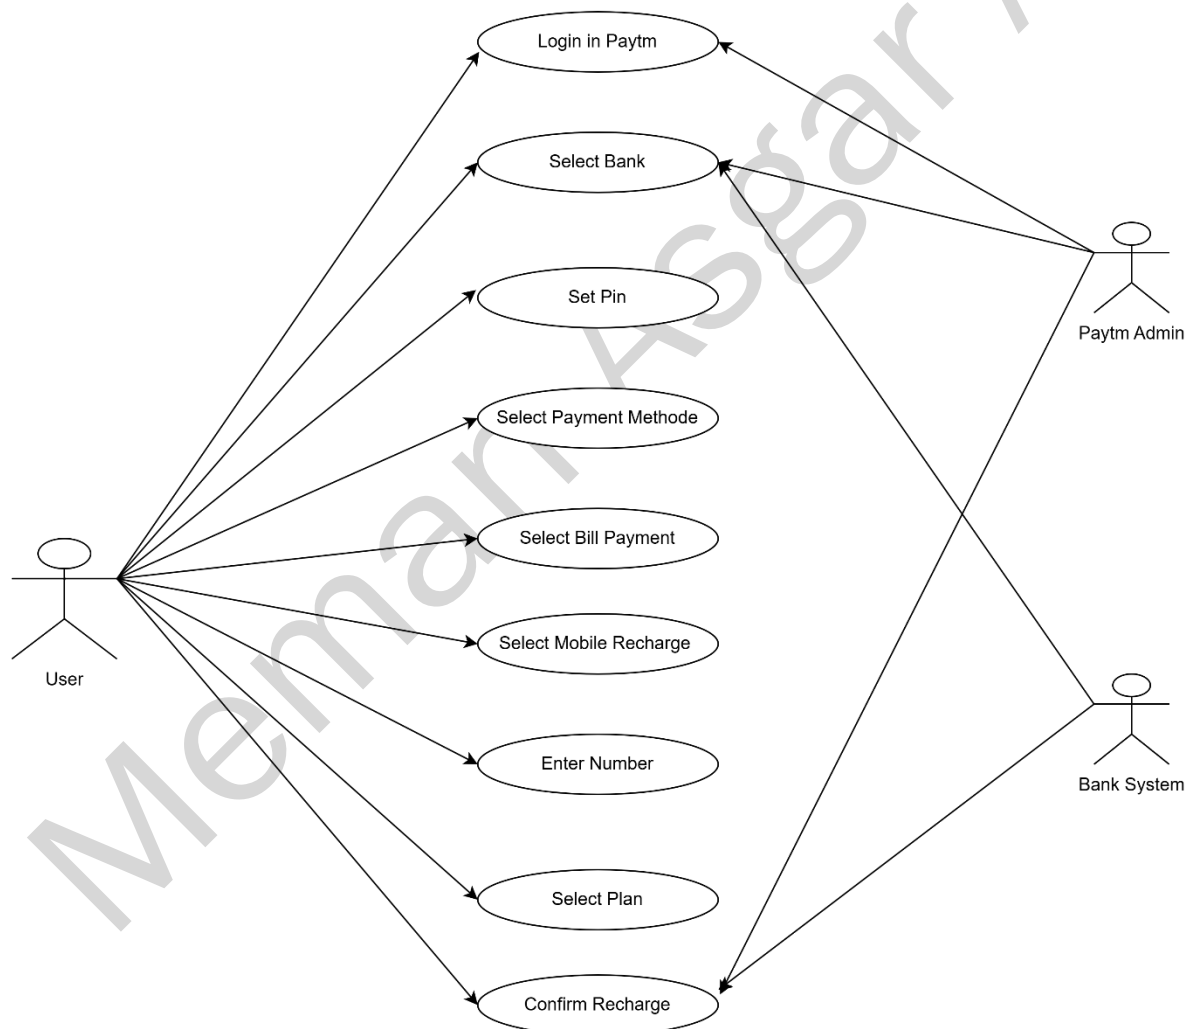 Login in Paytm
Select Bank
Set Pin
Paytm Admin
Select Payment Methode
Select Bill Payment
Select Mobile Recharge
User
Enter Number
Bank System
Select Plan
Confirm Recharge
Meman Asgar